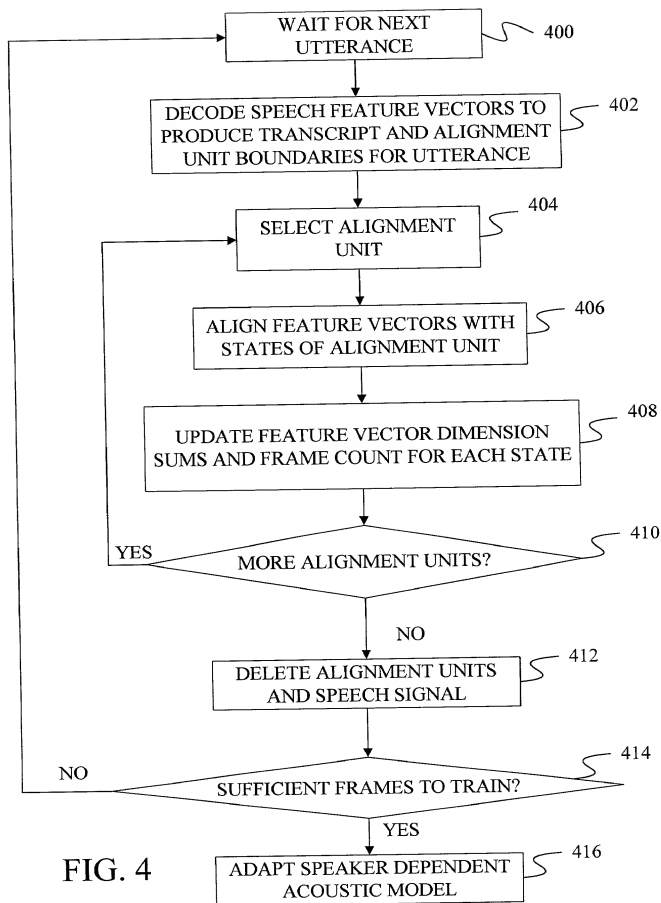 WAIT FOR NEXT
UTTERANCE
400
DECODE SPEECH FEATURE VECTORS TO
PRODUCE TRANSCRIPT AND ALIGNMENT
UNIT BOUNDARIES FOR UTTERANCE
402
SELECT ALIGNMENT
UNIT
404
ALIGN FEATURE VECTORS WITH
STATES OF ALIGNMENT UNIT
406
UPDATE FEATURE VECTOR DIMENSION
SUMS AND FRAME COUNT FOR EACH STATE
408
YES
MORE ALIGNMENT UNITS?
410
NO
DELETE ALIGNMENT UNITS
AND SPEECH SIGNAL
412
NO
SUFFICIENT FRAMES TO TRAIN?
414
YES
ADAPT SPEAKER DEPENDENT
ACOUSTIC MODEL
416
FIG. 4